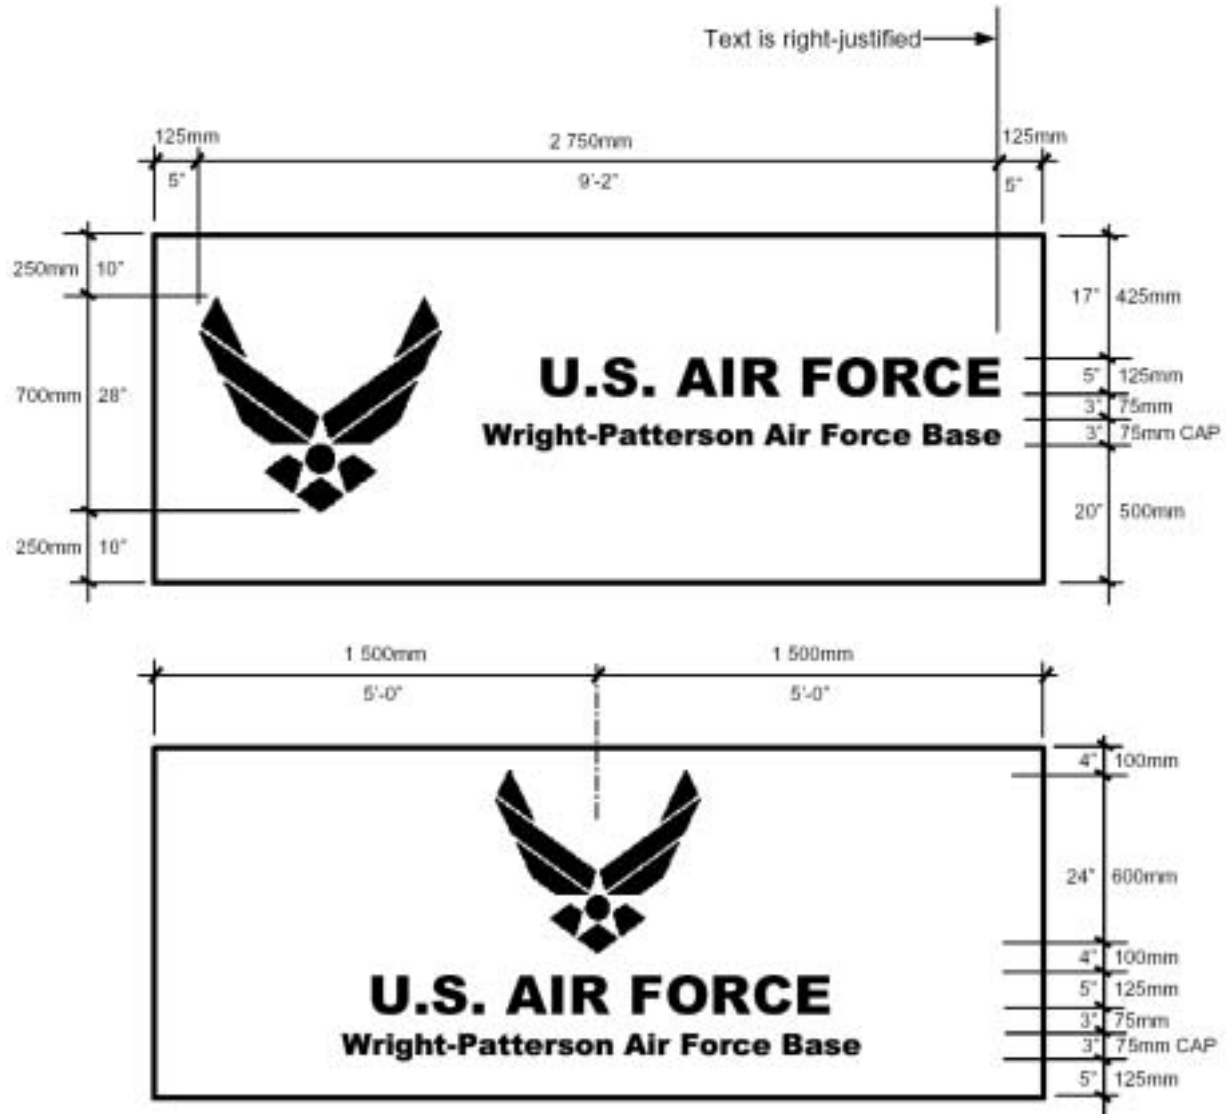 Text is right-justified
125mm 2 750mm 125mm
5" 9'-2" 5"
250mm 10"
17" 425mm
700mm 28"
U.S. AIR FORCE
5" 125mm
3" 75mm
Wright-Patterson Air Force Base
3" 75mm CAP
20" 500mm
250mm 10"
1 500mm 1 500mm
5'-0" 5'-0"
4" 100mm
24" 600mm
4" 100mm
U.S. AIR FORCE
5" 125mm
3" 75mm
Wright-Patterson Air Force Base
3" 75mm CAP
5" 125mm